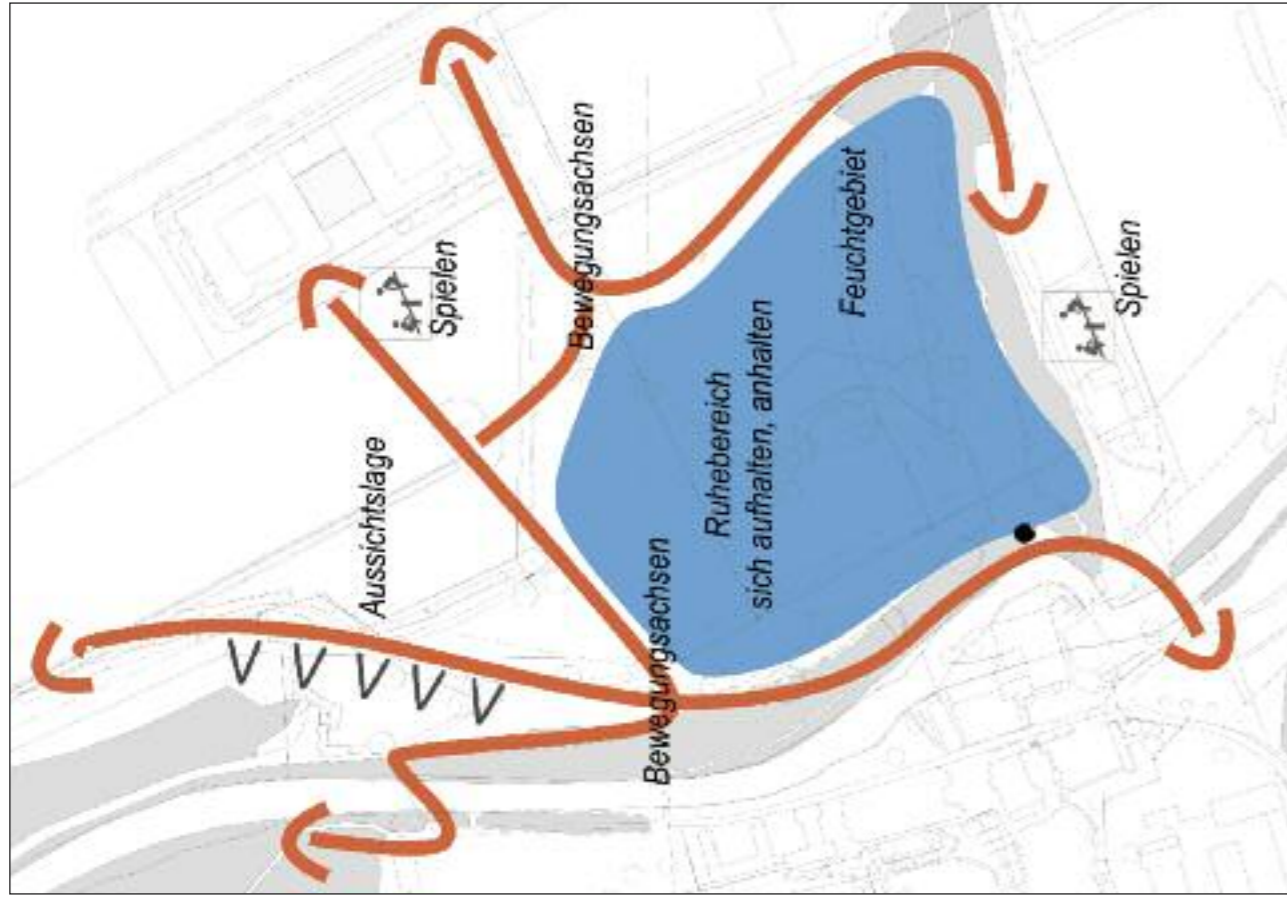 Aussichtslage
Spielen
Bewegungsachsen
Bewegungsachsen
Ruhebereich
sich aufhalten, anhalten
Feuchtgebiet
Spielen